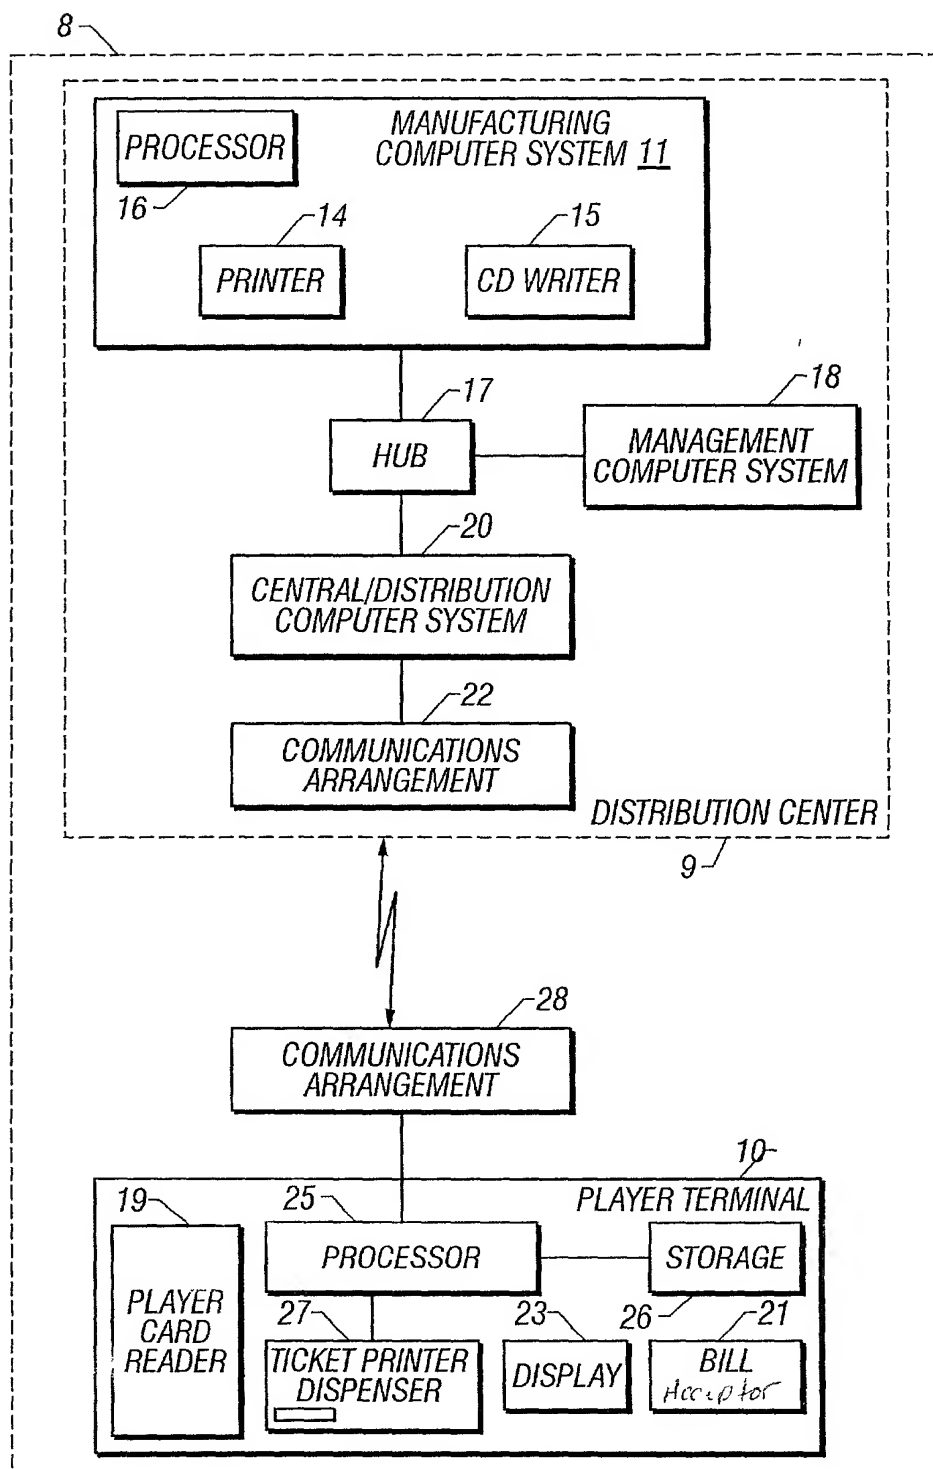 8
PROCESSOR
16
MANUFACTURING
COMPUTER SYSTEM 11
14
PRINTER
15
CD WRITER
17
HUB
18
MANAGEMENT
COMPUTER SYSTEM
20
CENTRAL/DISTRIBUTION
COMPUTER SYSTEM
22
COMMUNICATIONS
ARRANGEMENT
DISTRIBUTION CENTER
9
28
COMMUNICATIONS
ARRANGEMENT
10
PLAYER TERMINAL
19
PLAYER
CARD
READER
25
PROCESSOR
STORAGE
26
27
TICKET PRINTER
DISPENSER
23
DISPLAY
21
BILL
Acceptor